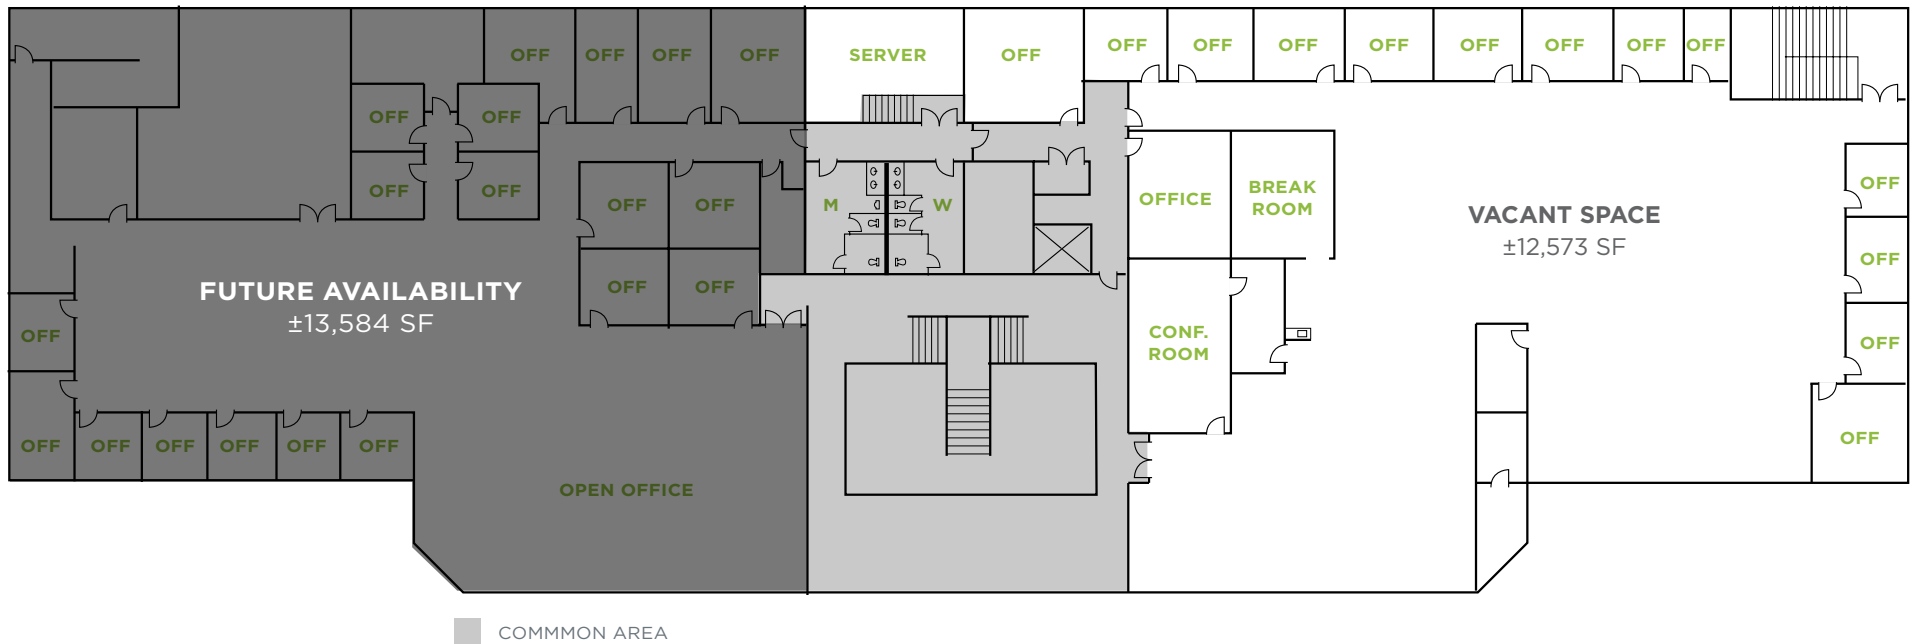 OFF OFF OFF OFF SERVER OFF OFF OFF OFF OFF OFF OFF OFF OFF
OFF OFF
OFF OFF
OFF OFF M W OFFICE BREAK
ROOM
OFF
VACANT SPACE
±12,573 SF
OFF
OFF OFF
FUTURE AVAILABILITY
±13,584 SF
OFF
CONF.
ROOM
OFF
OFF OFF OFF OFF OFF OFF
OFF
OPEN OFFICE
COMMMON AREA